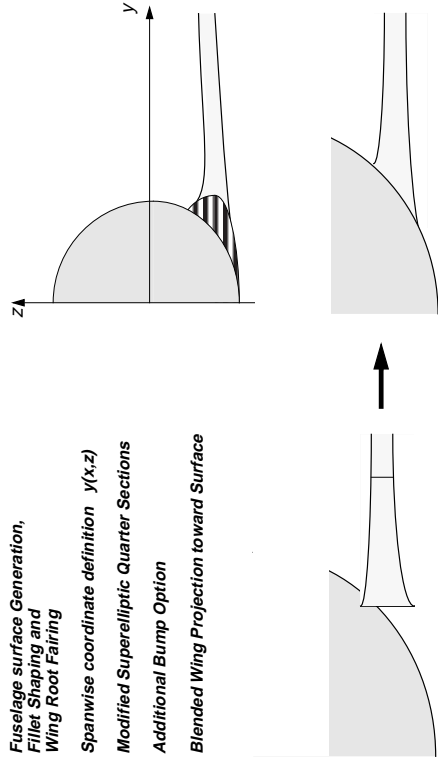 Fuselage surface Generation,
Fillet Shaping and
Wing Root Fairing
Spanwise coordinate definition y(x,z)
Modified Superelliptic Quarter Sections
Additional Bump Option
Blended Wing Projection toward Surface
z
y